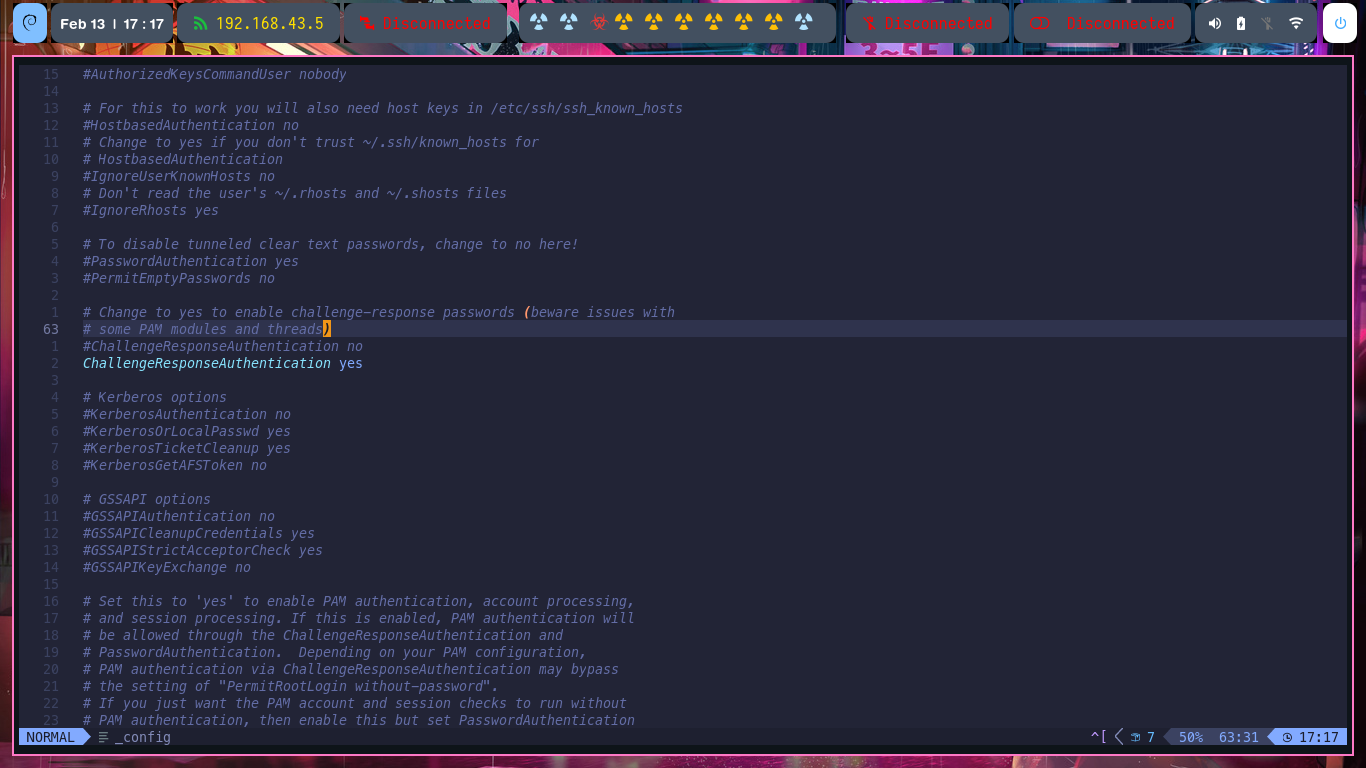 Feb 13 | 17:17
192.168.43.5
Disconnected
Disconnected
Disconnected
15 #AuthorizedKeysCommandUser nobody
14
13 # For this to work you will also need host keys in /etc/ssh/ssh_known_hosts
12 #HostbasedAuthentication no
11 # Change to yes if you don't trust ~/.ssh/known_hosts for
10 # HostbasedAuthentication
9 #IgnoreUserKnownHosts no
8 # Don't read the user's ~/.rhosts and ~/.shosts files
7 #IgnoreRhosts yes
6
5 # To disable tunneled clear text passwords, change to no here!
4 #PasswordAuthentication yes
3 #PermitEmptyPasswords no
2
1 # Change to yes to enable challenge-response passwords (beware issues with
63 # some PAM modules and threads)
1 #ChallengeResponseAuthentication no
2 ChallengeResponseAuthentication yes
3
4 # Kerberos options
5 #KerberosAuthentication no
6 #KerberosOrLocalPasswd yes
7 #KerberosTicketCleanup yes
8 #KerberosGetAFSToken no
9
10 # GSSAPI options
11 #GSSAPIAuthentication no
12 #GSSAPICleanupCredentials yes
13 #GSSAPIStrictAcceptorCheck yes
14 #GSSAPIKeyExchange no
15
16 # Set this to 'yes' to enable PAM authentication, account processing,
17 # and session processing. If this is enabled, PAM authentication will
18 # be allowed through the ChallengeResponseAuthentication and
19 # PasswordAuthentication.  Depending on your PAM configuration,
20 # PAM authentication via ChallengeResponseAuthentication may bypass
21 # the setting of "PermitRootLogin without-password".
22 # If you just want the PAM account and session checks to run without
23 # PAM authentication, then enable this but set PasswordAuthentication
NORMAL _config ^[ 7 50% 63:31 17:17